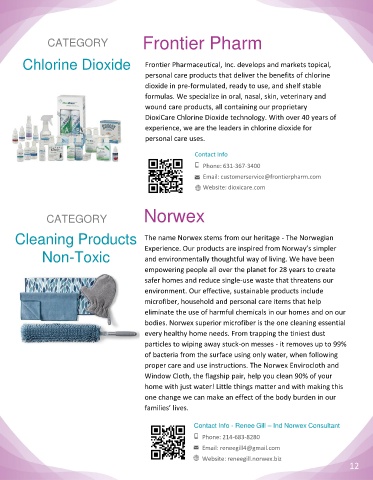 CATEGORY
Frontier Pharm
Chlorine Dioxide
Frontier Pharmaceutical, Inc. develops and markets topical,
personal care products that deliver the benefits of chlorine
dioxide in pre-formulated, ready to use, and shelf stable
formulas. We specialize in oral, nasal, skin, veterinary and
wound care products, all containing our proprietary
DioxiCare Chlorine Dioxide technology. With over 40 years of
experience, we are the leaders in chlorine dioxide for
personal care uses.
Contact Info
Phone: 631-367-3400
Email: customerservice@frontierpharm.com
Website: dioxicare.com
CATEGORY
Norwex
Cleaning Products
Non-Toxic
The name Norwex stems from our heritage - The Norwegian
Experience. Our products are inspired from Norway's simpler
and environmentally thoughtful way of living. We have been
empowering people all over the planet for 28 years to create
safer homes and reduce single-use waste that threatens our
environment. Our effective, sustainable products include
microfiber, household and personal care items that help
eliminate the use of harmful chemicals in our homes and on our
bodies. Norwex superior microfiber is the one cleaning essential
every healthy home needs. From trapping the tiniest dust
particles to wiping away stuck-on messes - it removes up to 99%
of bacteria from the surface using only water, when following
proper care and use instructions. The Norwex Envirocloth and
Window Cloth, the flagship pair, help you clean 90% of your
home with just water! Little things matter and with making this
one change we can make an effect of the body burden in our
families' lives.
Contact Info - Renee Gill – Ind Norwex Consultant
Phone: 214-683-8280
Email: reneegill4@gmail.com
Website: reneegill.norwex.biz
12